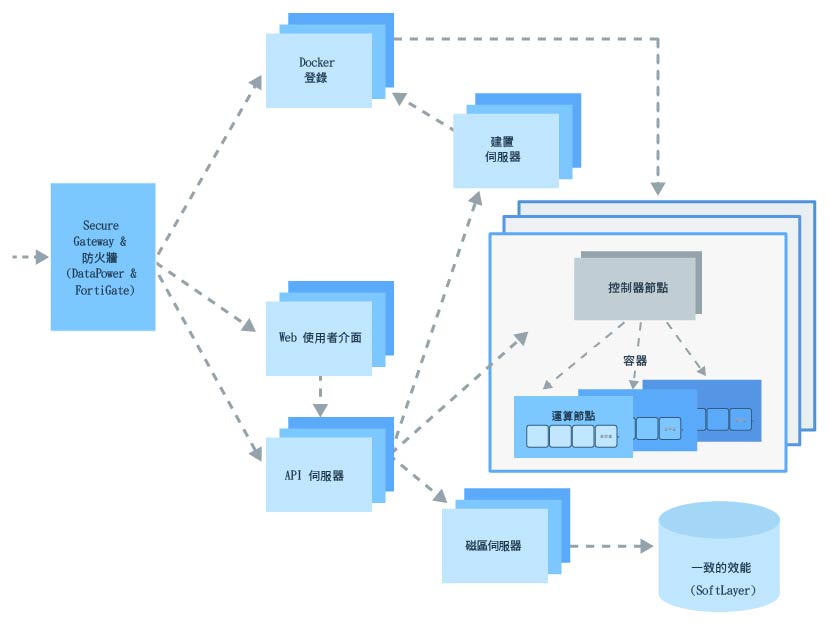 Docker
登錄
建置
伺服器
Secure
Gateway &
防火牆
(DataPower &
FortiGate)
控制器節點
Web 使用者介面
容器
運算節點
API 伺服器
磁區伺服器
一致的效能
(SoftLayer)